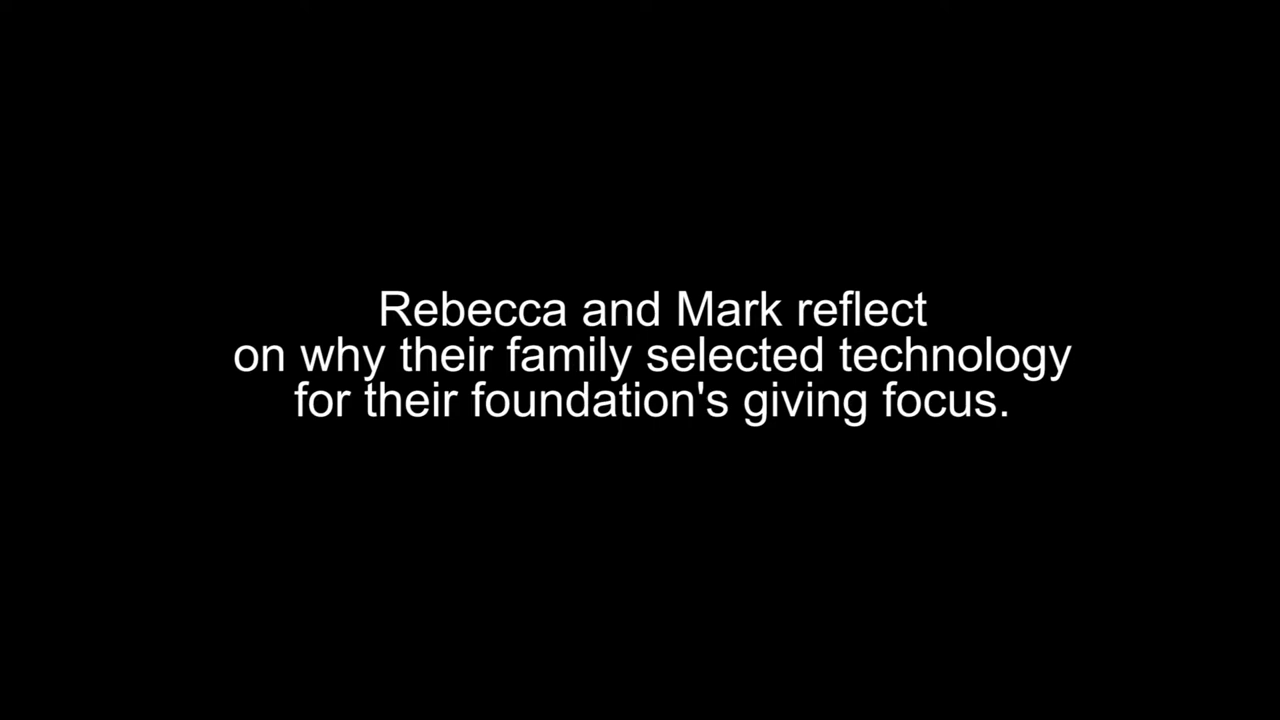 Rebecca and Mark reflect
on why their family selected technology
for their foundation's giving focus.